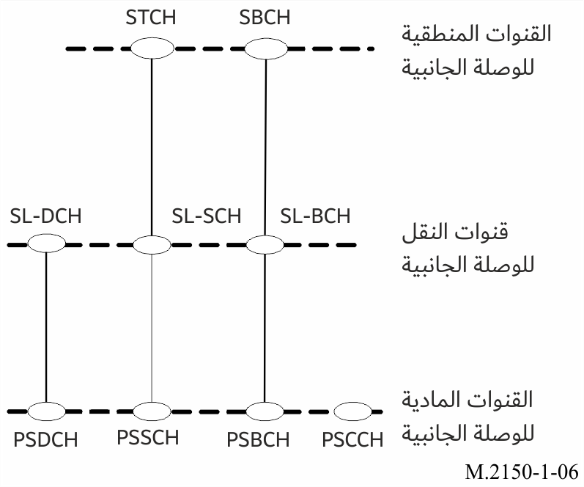 STCH SBCH
القنوات المنطقية
للوصلة الجانبية
SL-DCH SL-SCH SL-BCH
قنوات النقل
للوصلة الجانبية
القنوات المادية
للوصلة الجانبية
PSDCH PSSCH PSBCH PSCCH
M.2150-1-06